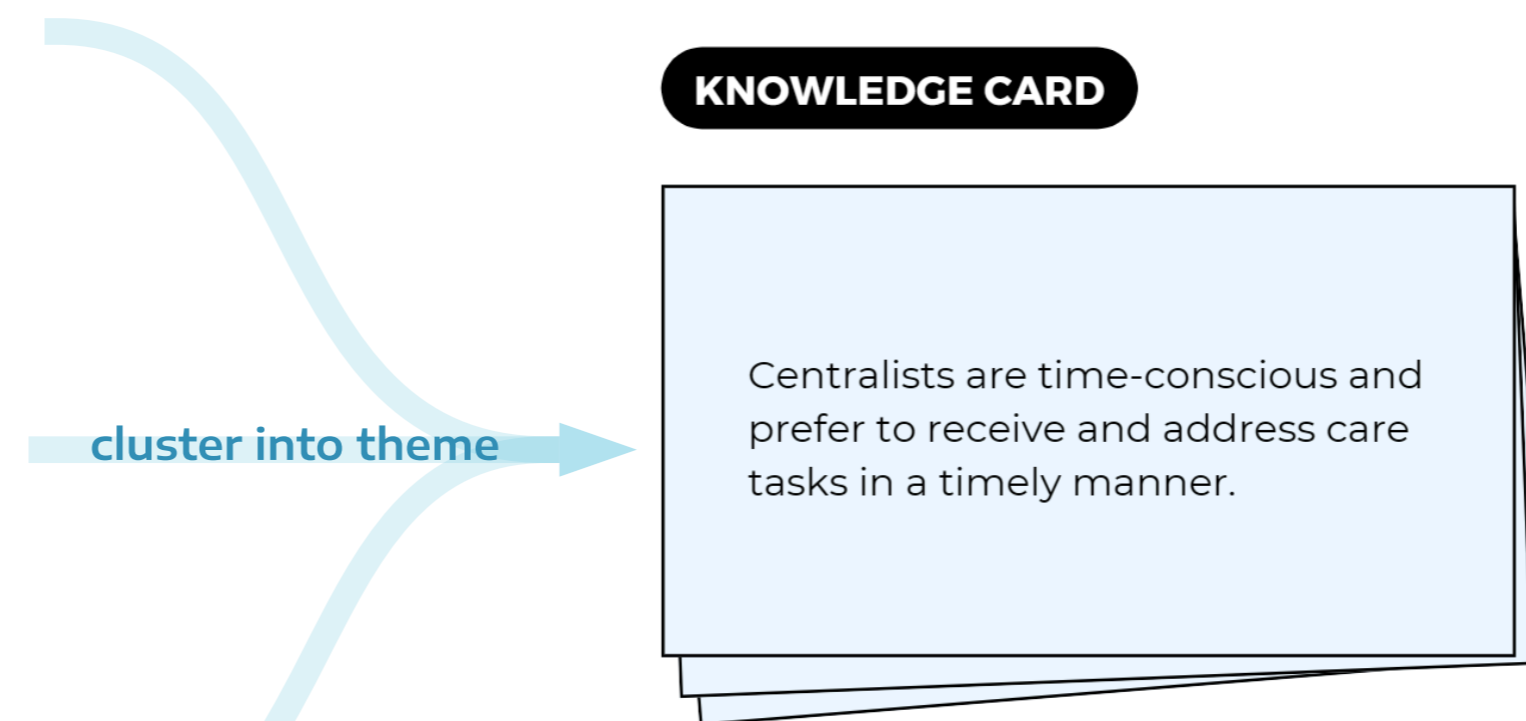 KNOWLEDGE CARD
cluster into theme
Centralists are time-conscious and
prefer to receive and address care
tasks in a timely manner.